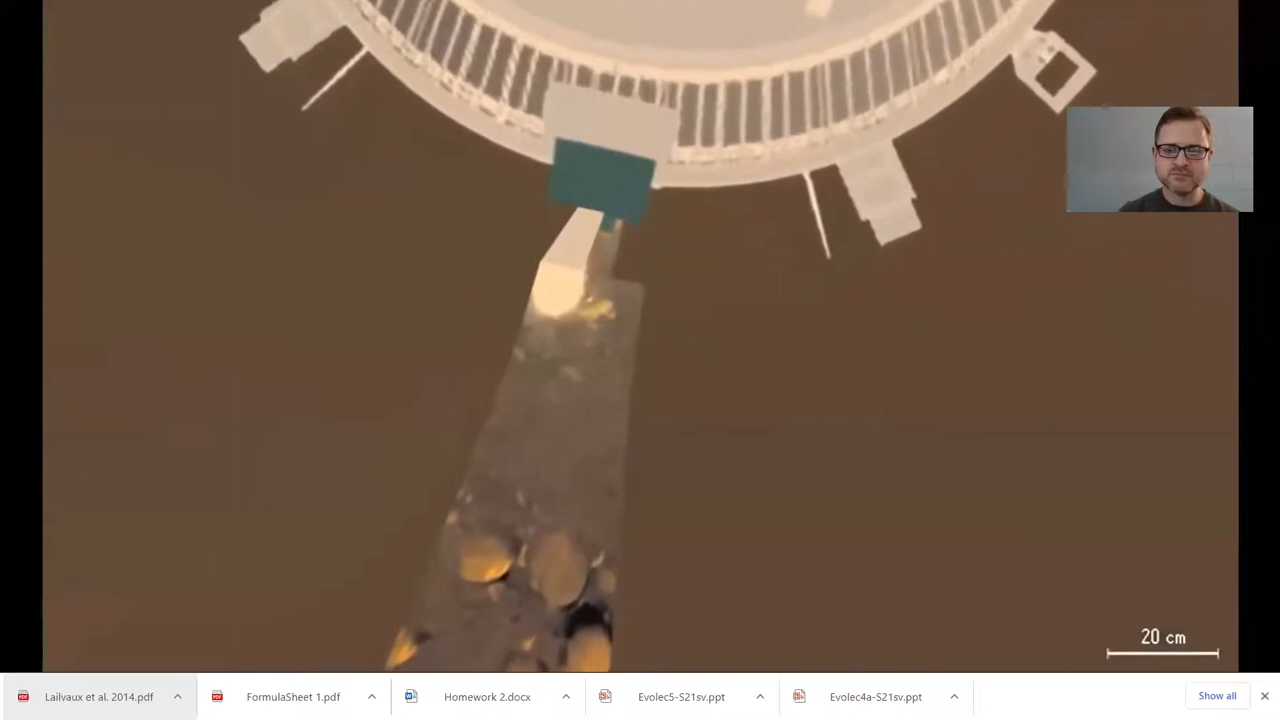 20 cm
Lailvaux et al. 2014.pdf
FormulaSheet 1.pdf
Homework 2.docx
Evolec5-S21sv.ppt
Evolec4a-S21sv.ppt
Show all